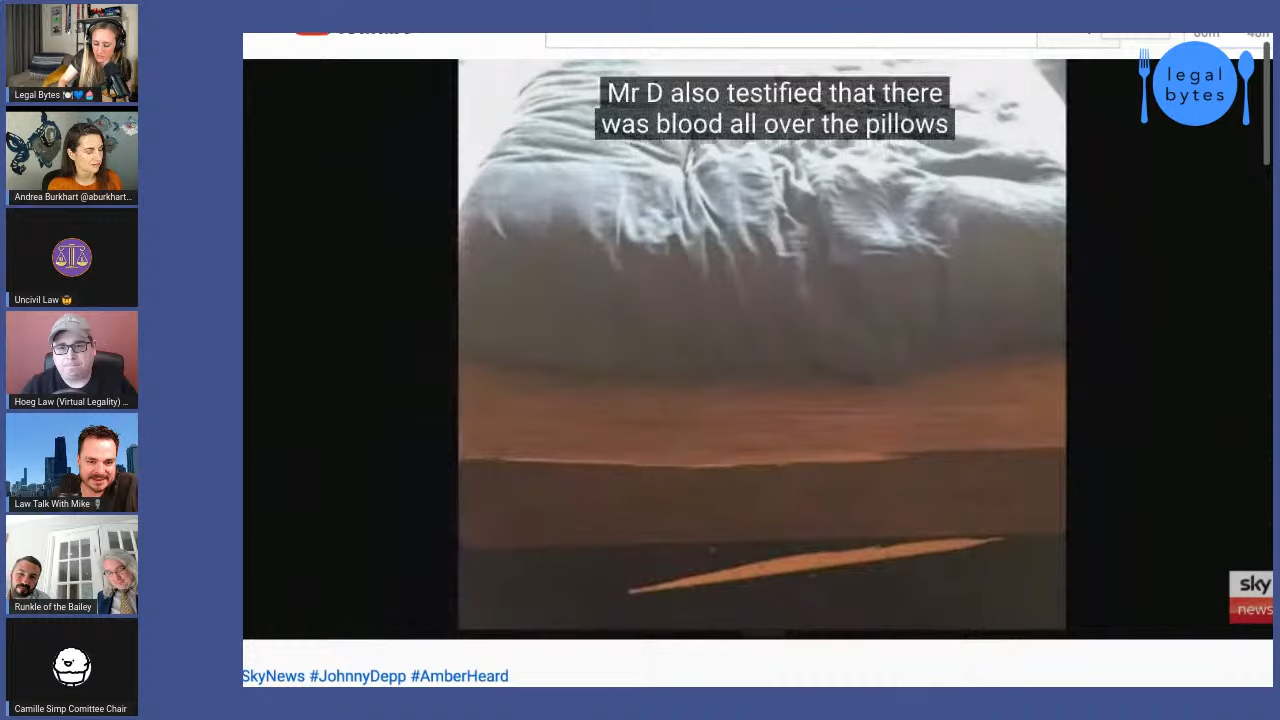 Legal Bytes 🍽️💙🧁
Andrea Burkhart @aburkhart...
Uncivil Law 🤠
Hoeg Law (Virtual Legality) ...
Law Talk With Mike 🎙️
Runkle of the Bailey
Camille Simp Comittee Chair
Mr D also testified that there
was blood all over the pillows
legal
bytes
sky
news
SkyNews #JohnnyDepp #AmberHeard